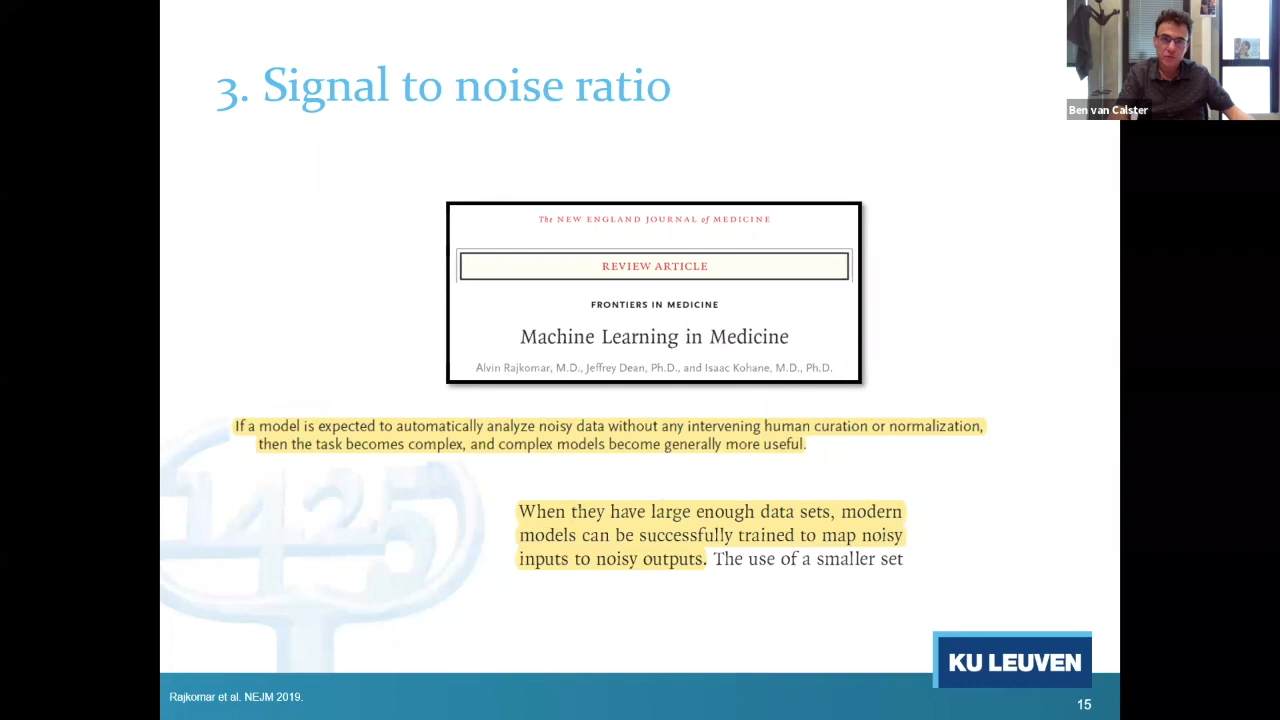 3. Signal to noise ratio
Ben van Calster
The NEW ENGLAND JOURNAL of MEDICINE
REVIEW ARTICLE
FRONTIERS IN MEDICINE
Machine Learning in Medicine
Alvin Rajkomar, M.D., Jeffrey Dean, Ph.D., and Isaac Kohane, M.D., Ph.D.
If a model is expected to automatically analyze noisy data without any intervening human curation or normalization,
then the task becomes complex, and complex models become generally more useful.
When they have large enough data sets, modern
models can be successfully trained to map noisy
inputs to noisy outputs. The use of a smaller set
1425
KU LEUVEN
Rajkomar et al. NEJM 2019.
15